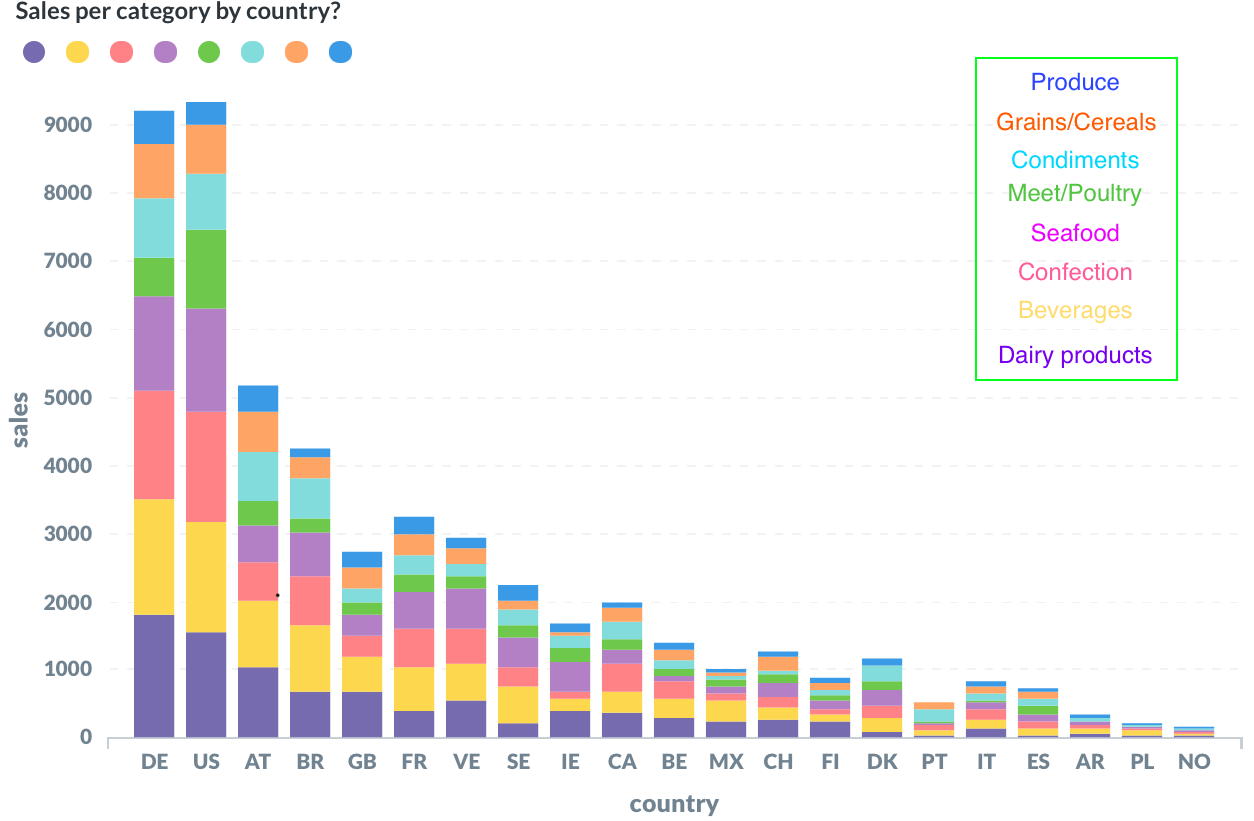 Sales per category by country?
Produce
Grains/Cereals
Condiments
Meet/Poultry
Seafood
Confection
Beverages
Dairy products
9000
8000
7000
6000
5000
4000
3000
2000
1000
0
sales
DE US AT BR GB FR VE SE IE CA BE MX CH FI DK PT IT ES AR PL NO
country